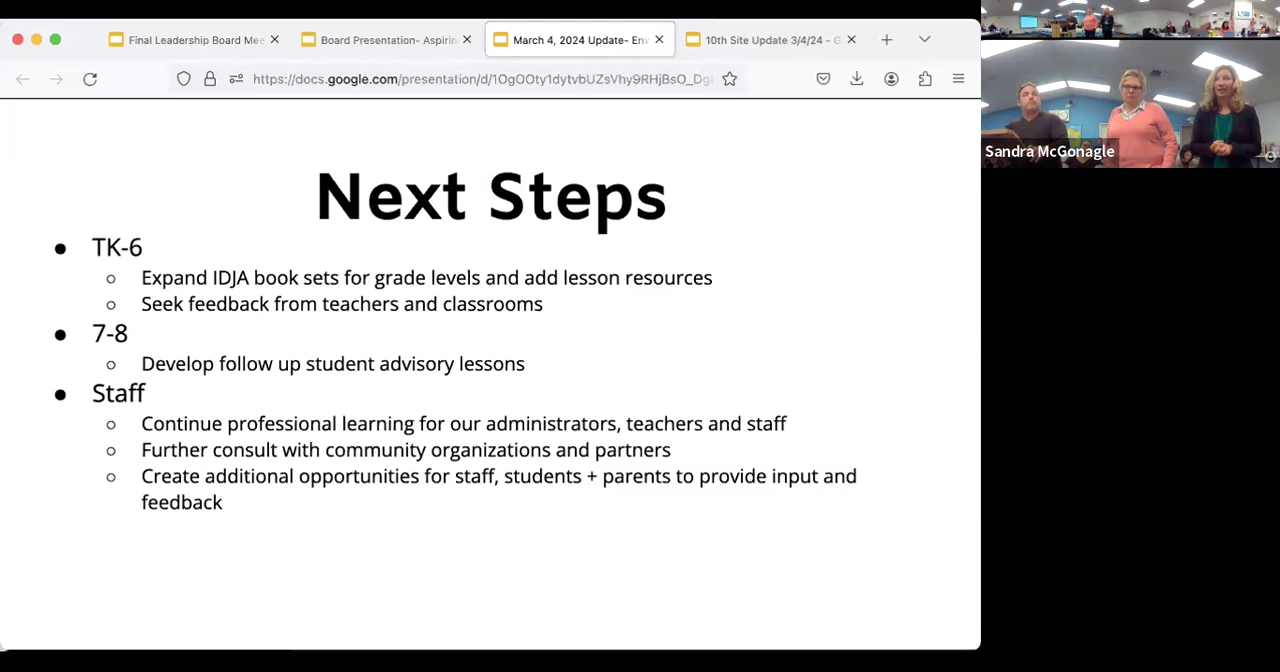 Final Leadership Board Mee
Board Presentation- Aspirin
March 4, 2024 Update- Env
10th Site Update 3/4/24 - G
https://docs.google.com/presentation/d/1OgOOty1dytvbUZsVhy9RHjBsO_Dg
Next Steps
● TK-6
○ Expand IDJA book sets for grade levels and add lesson resources
○ Seek feedback from teachers and classrooms
● 7-8
○ Develop follow up student advisory lessons
● Staff
○ Continue professional learning for our administrators, teachers and staff
○ Further consult with community organizations and partners
○ Create additional opportunities for staff, students + parents to provide input and
feedback
Sandra McGonagle